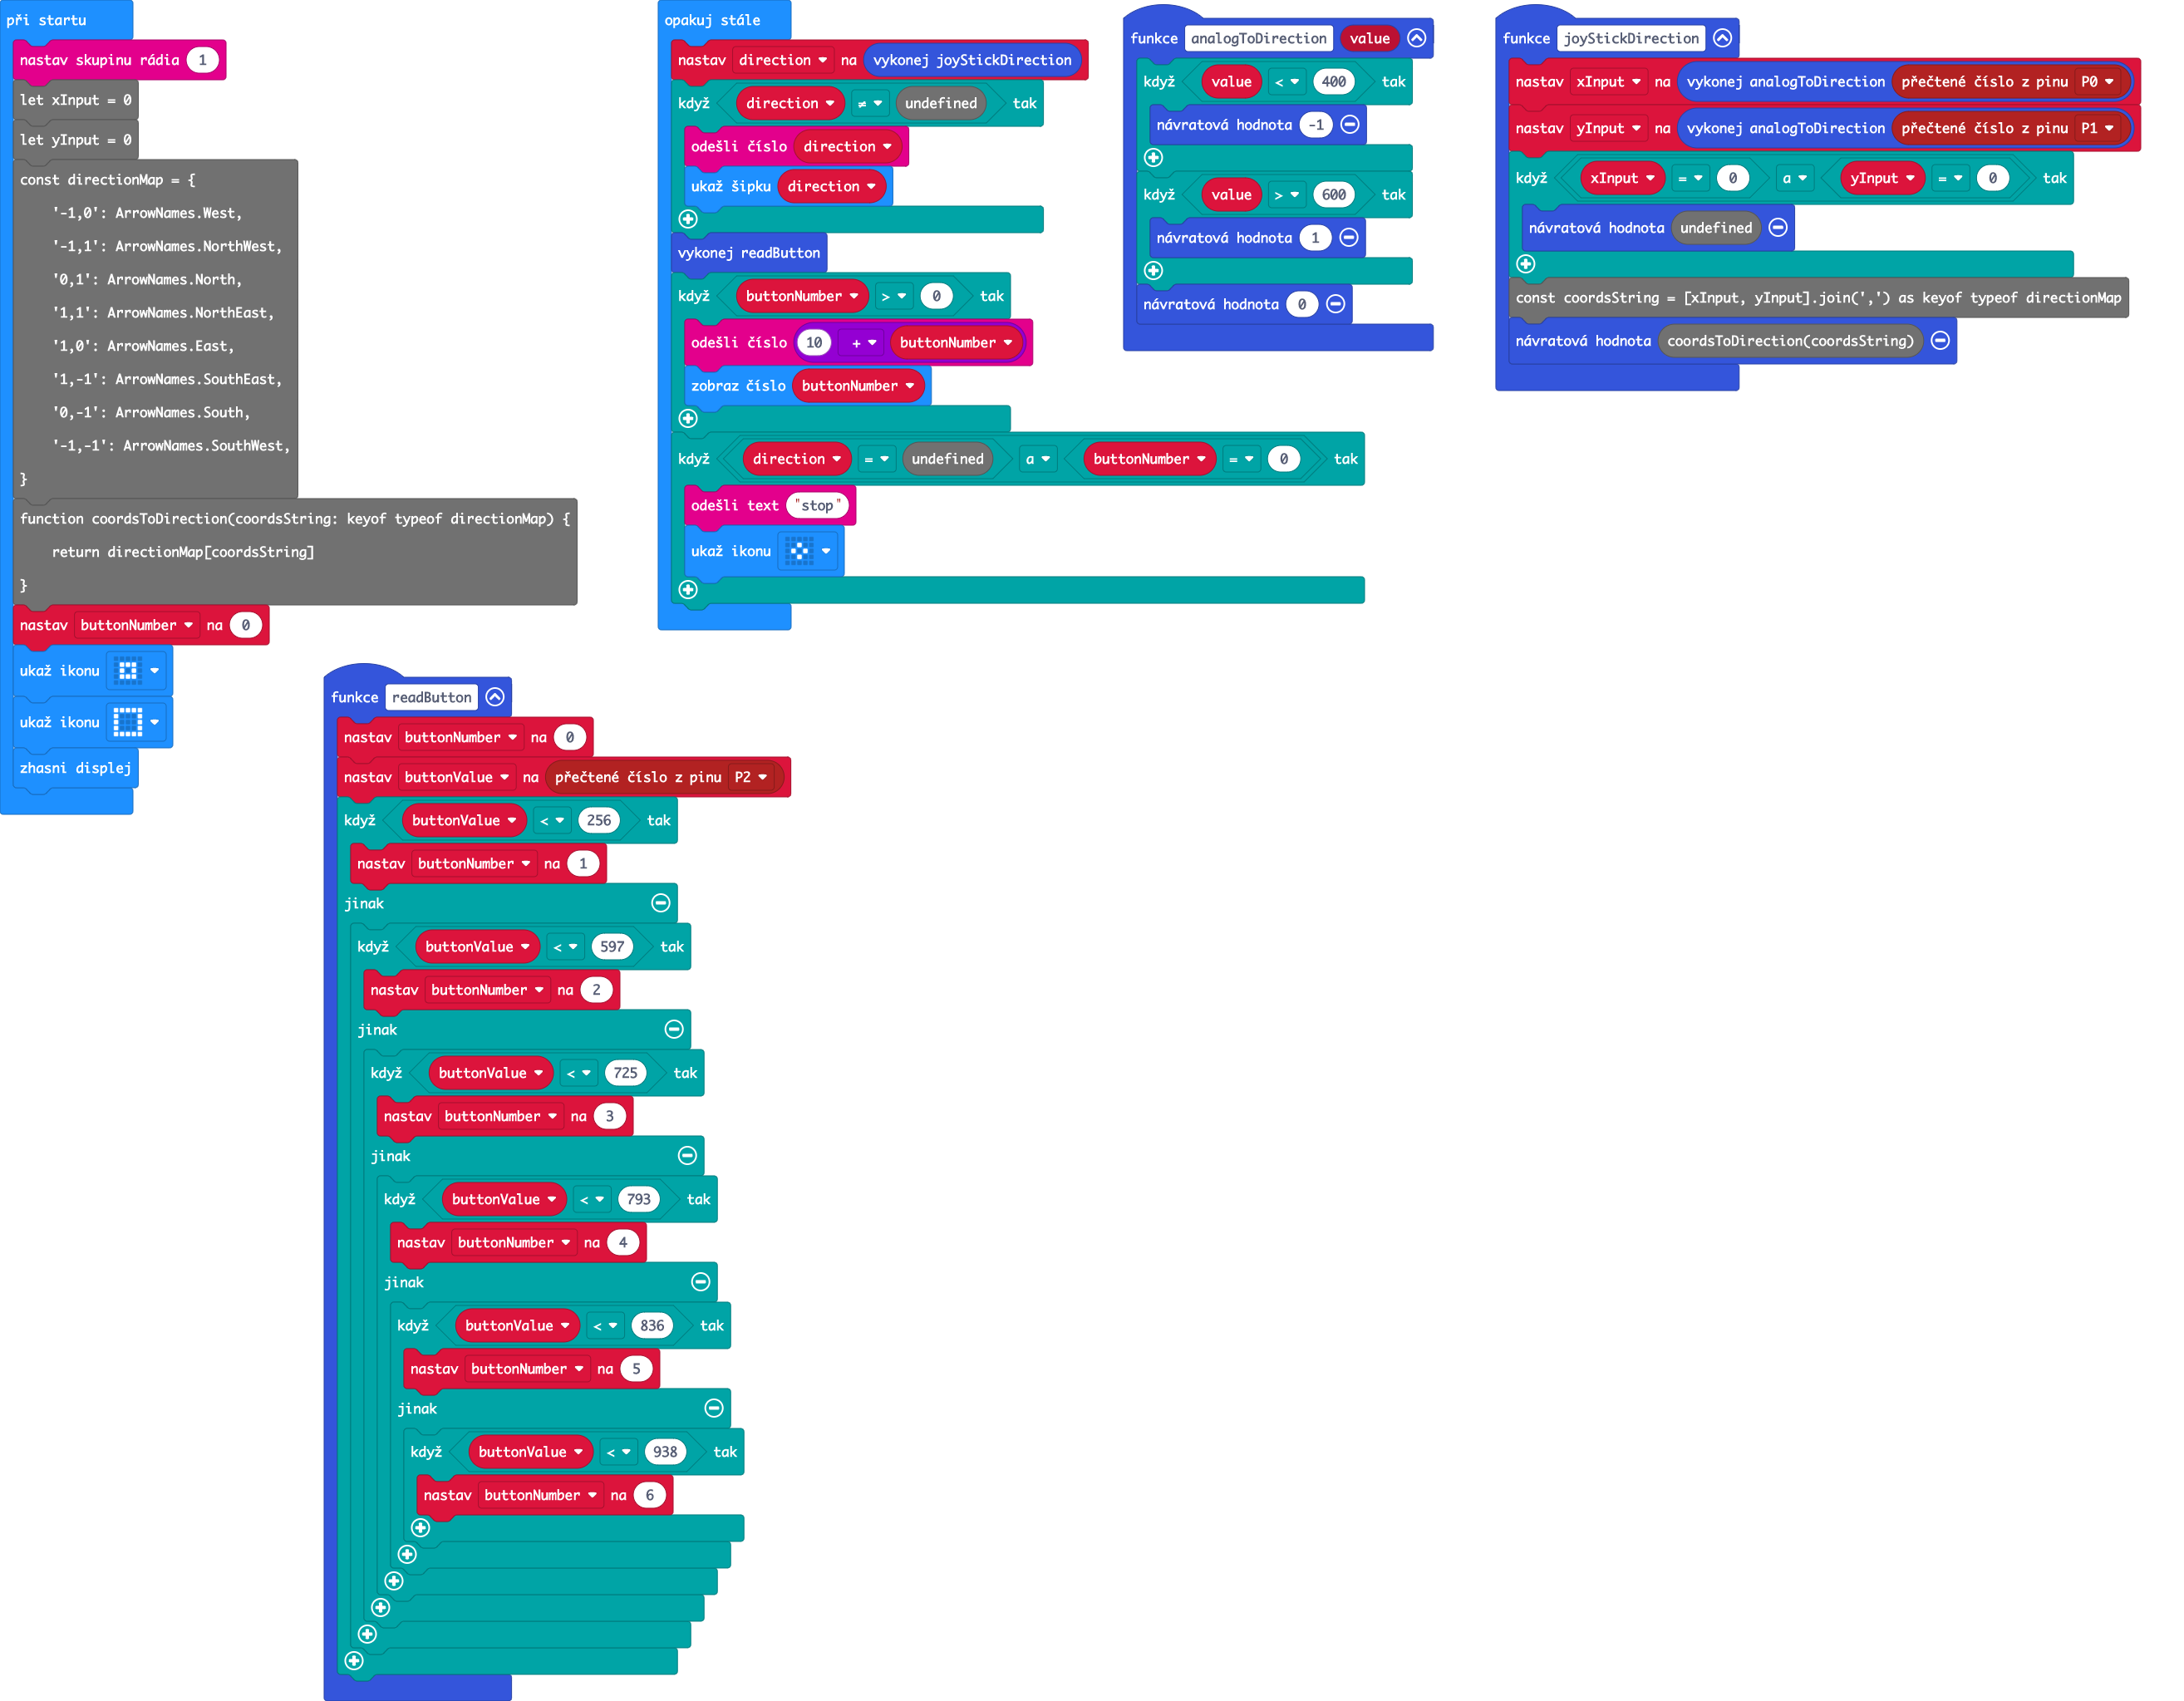 při startu
nastav skupinu rádia 1
let xInput = 0
let yInput = 0
const directionMap = {
'-1,0': ArrowNames.West,
'-1,1': ArrowNames.NorthWest,
'0,1': ArrowNames.North,
'1,1': ArrowNames.NorthEast,
'1,0': ArrowNames.East,
'1,-1': ArrowNames.SouthEast,
'0,-1': ArrowNames.South,
'-1,-1': ArrowNames.SouthWest,
}
function coordsToDirection(coordsString: keyof typeof directionMap) {
return directionMap[coordsString]
}
nastav buttonNumber na 0
ukaž ikonu
ukaž ikonu
zhasni displej
opakuj stále
nastav direction na vykonej joyStickDirection
když direction ≠ undefined tak
odešli číslo direction
ukaž šipku direction
vykonej readButton
když buttonNumber > 0 tak
odešli číslo 10 + buttonNumber
zobraz číslo buttonNumber
když direction = undefined a buttonNumber = 0 tak
odešli text "stop"
ukaž ikonu
funkce analogToDirection value
když value < 400 tak
návratová hodnota -1
když value > 600 tak
návratová hodnota 1
návratová hodnota 0
funkce joyStickDirection
nastav xInput na vykonej analogToDirection přečtené číslo z pinu P0
nastav yInput na vykonej analogToDirection přečtené číslo z pinu P1
když xInput = 0 a yInput = 0 tak
návratová hodnota undefined
const coordsString = [xInput, yInput].join(',') as keyof typeof directionMap
návratová hodnota coordsToDirection(coordsString)
funkce readButton
nastav buttonNumber na 0
nastav buttonValue na přečtené číslo z pinu P2
když buttonValue < 256 tak
nastav buttonNumber na 1
jinak
když buttonValue < 597 tak
nastav buttonNumber na 2
jinak
když buttonValue < 725 tak
nastav buttonNumber na 3
jinak
když buttonValue < 793 tak
nastav buttonNumber na 4
jinak
když buttonValue < 836 tak
nastav buttonNumber na 5
jinak
když buttonValue < 938 tak
nastav buttonNumber na 6